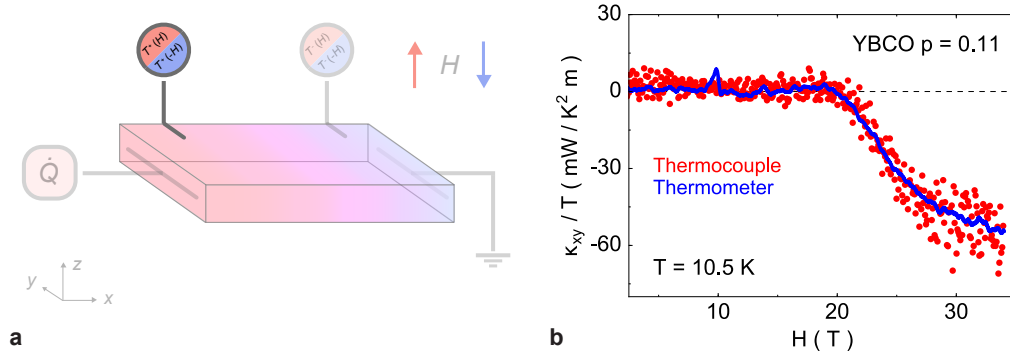 T⁺(H)
T⁺(-H)
T⁻(H)
T⁻(-H)
H
Q̇
z
y
x
a
30
0
-30
-60
κxy / T ( mW / K² m )
YBCO p = 0.11
Thermocouple
Thermometer
T = 10.5 K
10
20
30
H ( T )
b